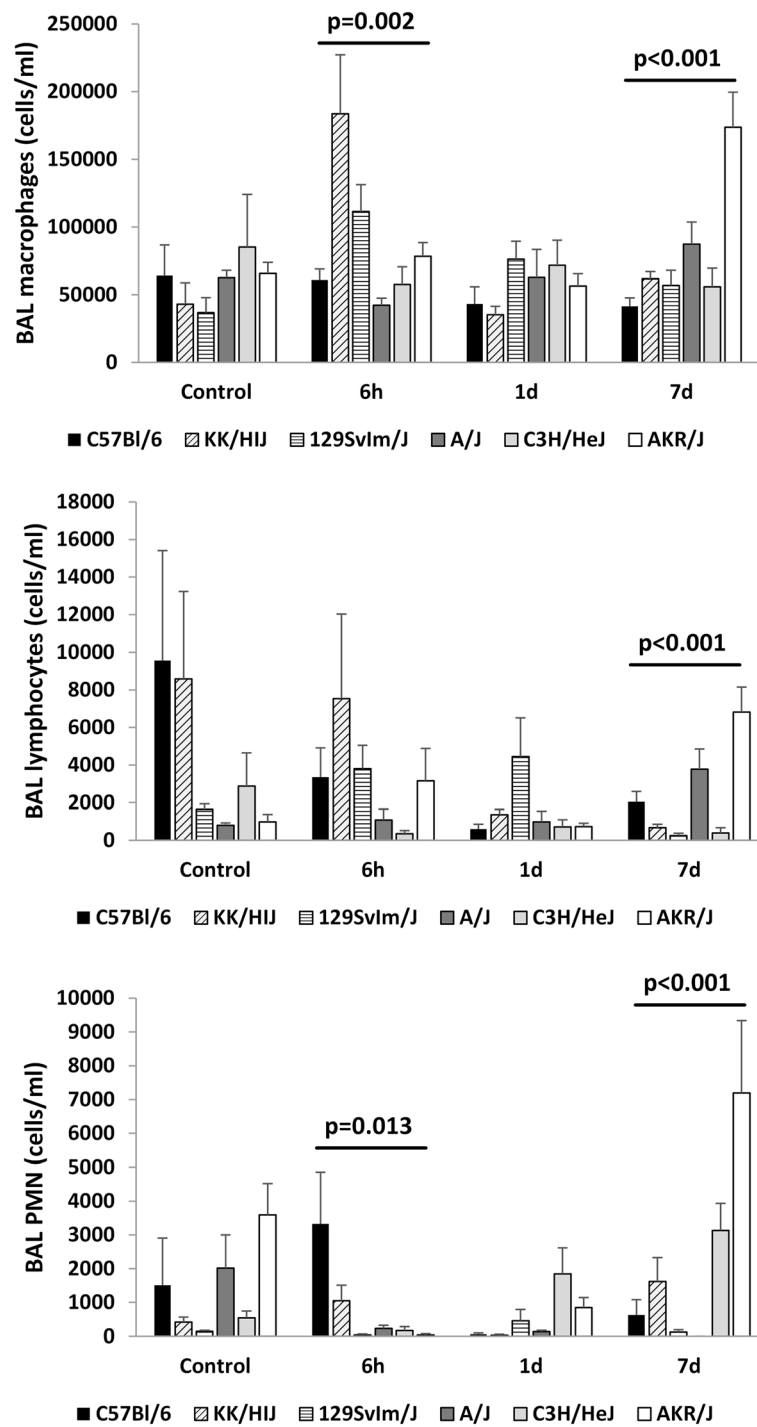 BAL macrophages (cells/ml)
250000
200000
150000
100000
50000
0
p=0.002
p<0.001
Control 6h 1d 7d
C57Bl/6 KK/HIJ 129SvIm/J A/J C3H/HeJ AKR/J
BAL lymphocytes (cells/ml)
18000
16000
14000
12000
10000
8000
6000
4000
2000
0
p<0.001
Control 6h 1d 7d
C57Bl/6 KK/HIJ 129SvIm/J A/J C3H/HeJ AKR/J
BAL PMN (cells/ml)
10000
9000
8000
7000
6000
5000
4000
3000
2000
1000
0
p=0.013
p<0.001
Control 6h 1d 7d
C57Bl/6 KK/HIJ 129SvIm/J A/J C3H/HeJ AKR/J